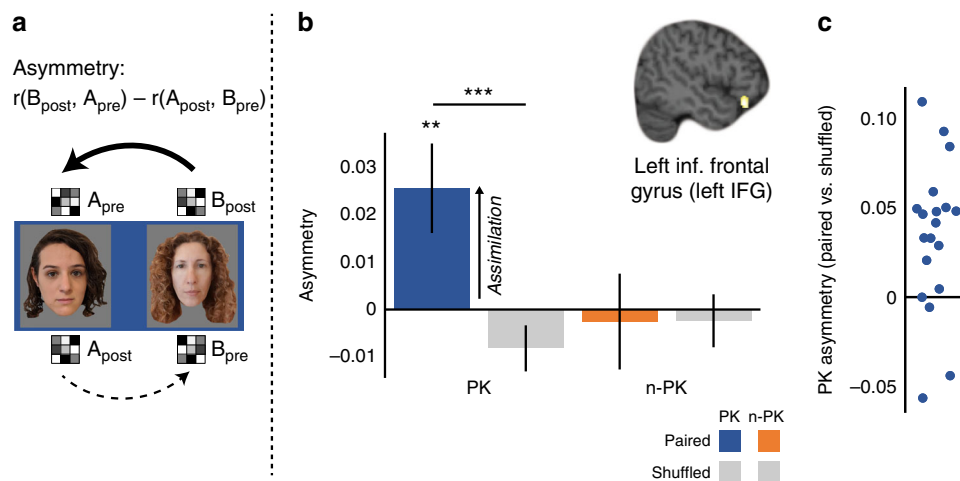 a
Asymmetry:
r(Bpost, Apre) – r(Apost, Bpre)
Apre
Bpost
Apost
Bpre
b
***
**
Left inf. frontal
gyrus (left IFG)
Asymmetry
0.03
0.02
0.01
0
–0.01
Assimilation
PK
n-PK
PK n-PK
Paired
Shuffled
c
PK asymmetry (paired vs. shuffled)
0.10
0.05
0
–0.05